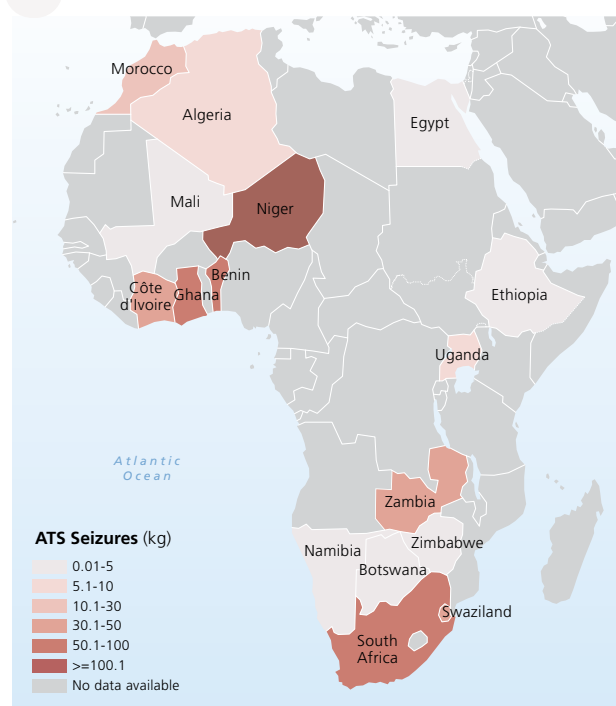 Morocco
Algeria
Egypt
Mali
Niger
Benin
Côte
d'Ivoire
Ghana
Ethiopia
Uganda
Atlantic
Ocean
Zambia
Zimbabwe
Namibia
Botswana
Swaziland
South
Africa
ATS Seizures (kg)
0.01-5
5.1-10
10.1-30
30.1-50
50.1-100
>=100.1
No data available